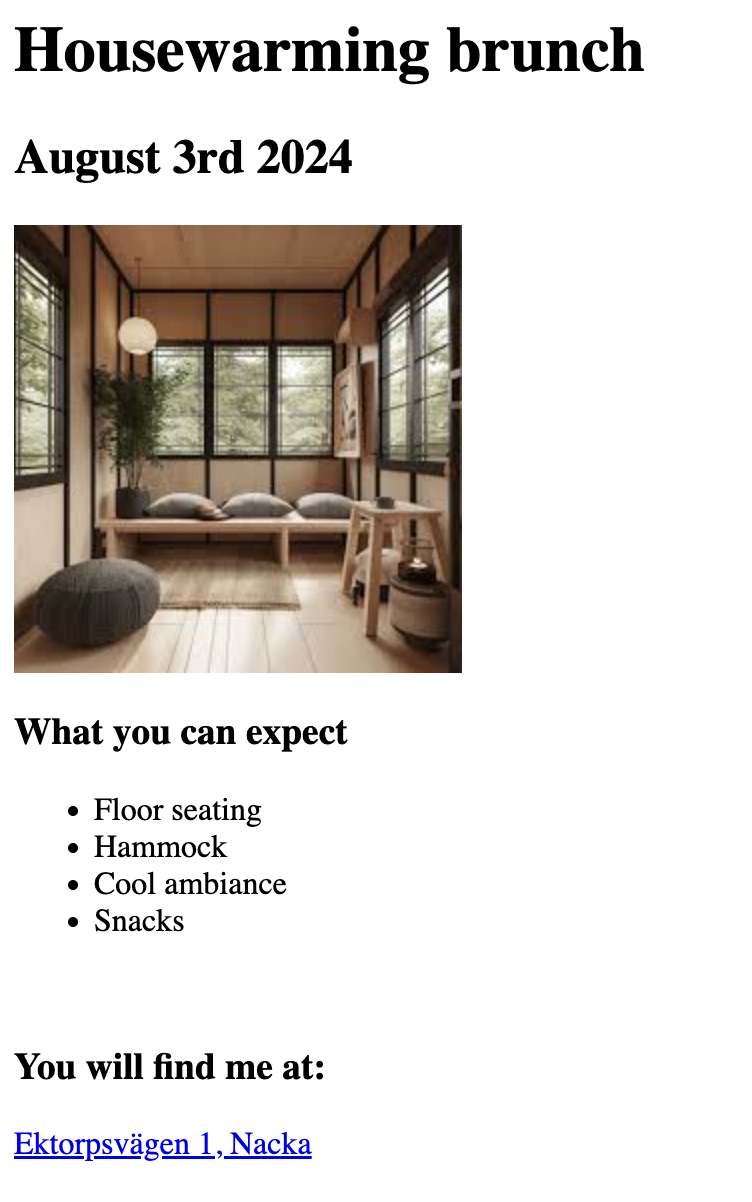 Housewarming brunch
August 3rd 2024
What you can expect
Floor seating
Hammock
Cool ambiance
Snacks
You will find me at:
Ektorpsvägen 1, Nacka